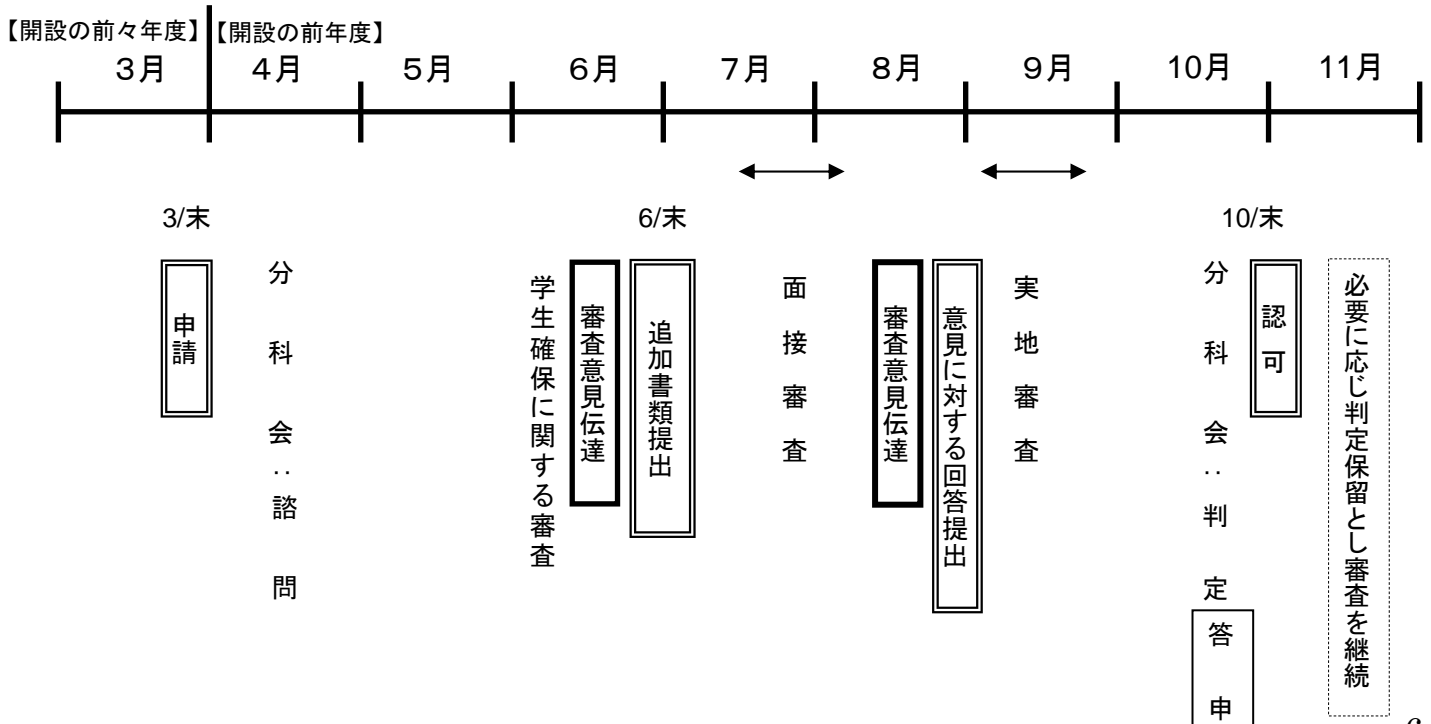 【開設の前々年度】
【開設の前年度】
3月
4月
5月
6月
7月
8月
9月
10月
11月
3/末
6/末
10/末
申請
分科会‥諮問
学生確保に関する審査
審査意見伝達
追加書類提出
面接審査
審査意見伝達
意見に対する回答提出
実地審査
分科会‥判定
答申
認可
必要に応じ判定保留とし審査を継続